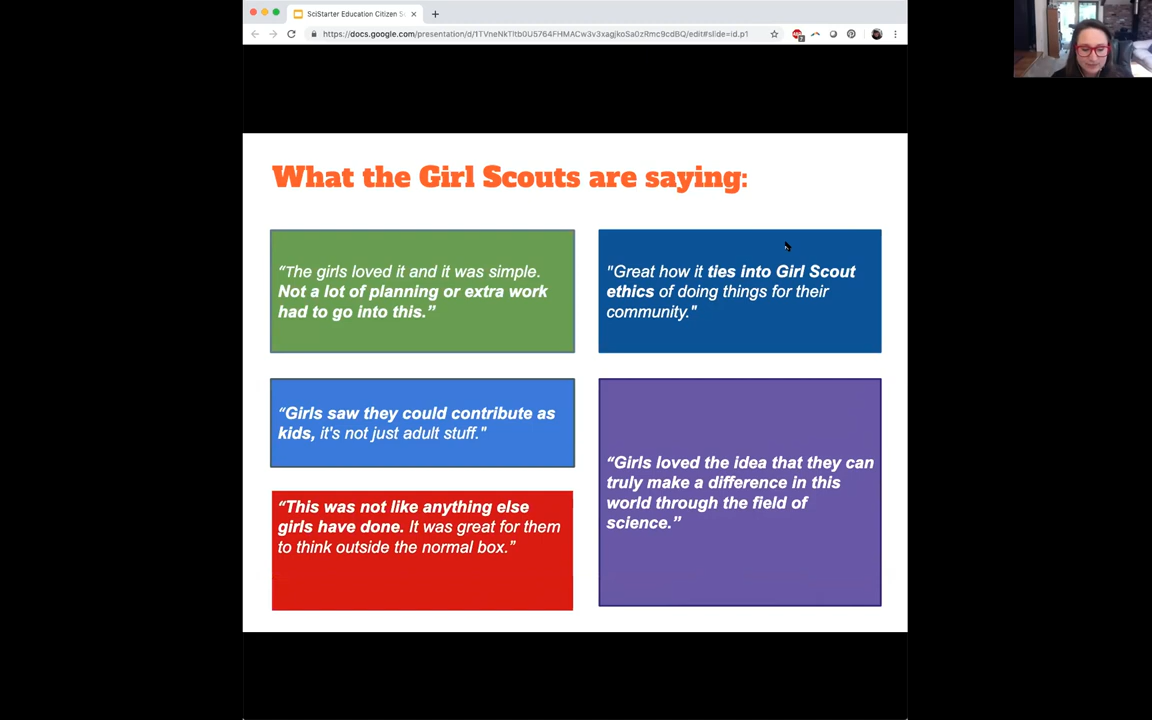 SciStarter Education Citizen Sc
https://docs.google.com/presentation/d/1TVneNkTltb0U5764FHMACw3v3xagjkoSa0zRmc9cdBQ/edit#slide=id.p1
What the Girl Scouts are saying:
“The girls loved it and it was simple.
Not a lot of planning or extra work
had to go into this.”
"Great how it ties into Girl Scout
ethics of doing things for their
community."
“Girls saw they could contribute as
kids, it's not just adult stuff."
“This was not like anything else
girls have done. It was great for them
to think outside the normal box.”
“Girls loved the idea that they can
truly make a difference in this
world through the field of
science.”